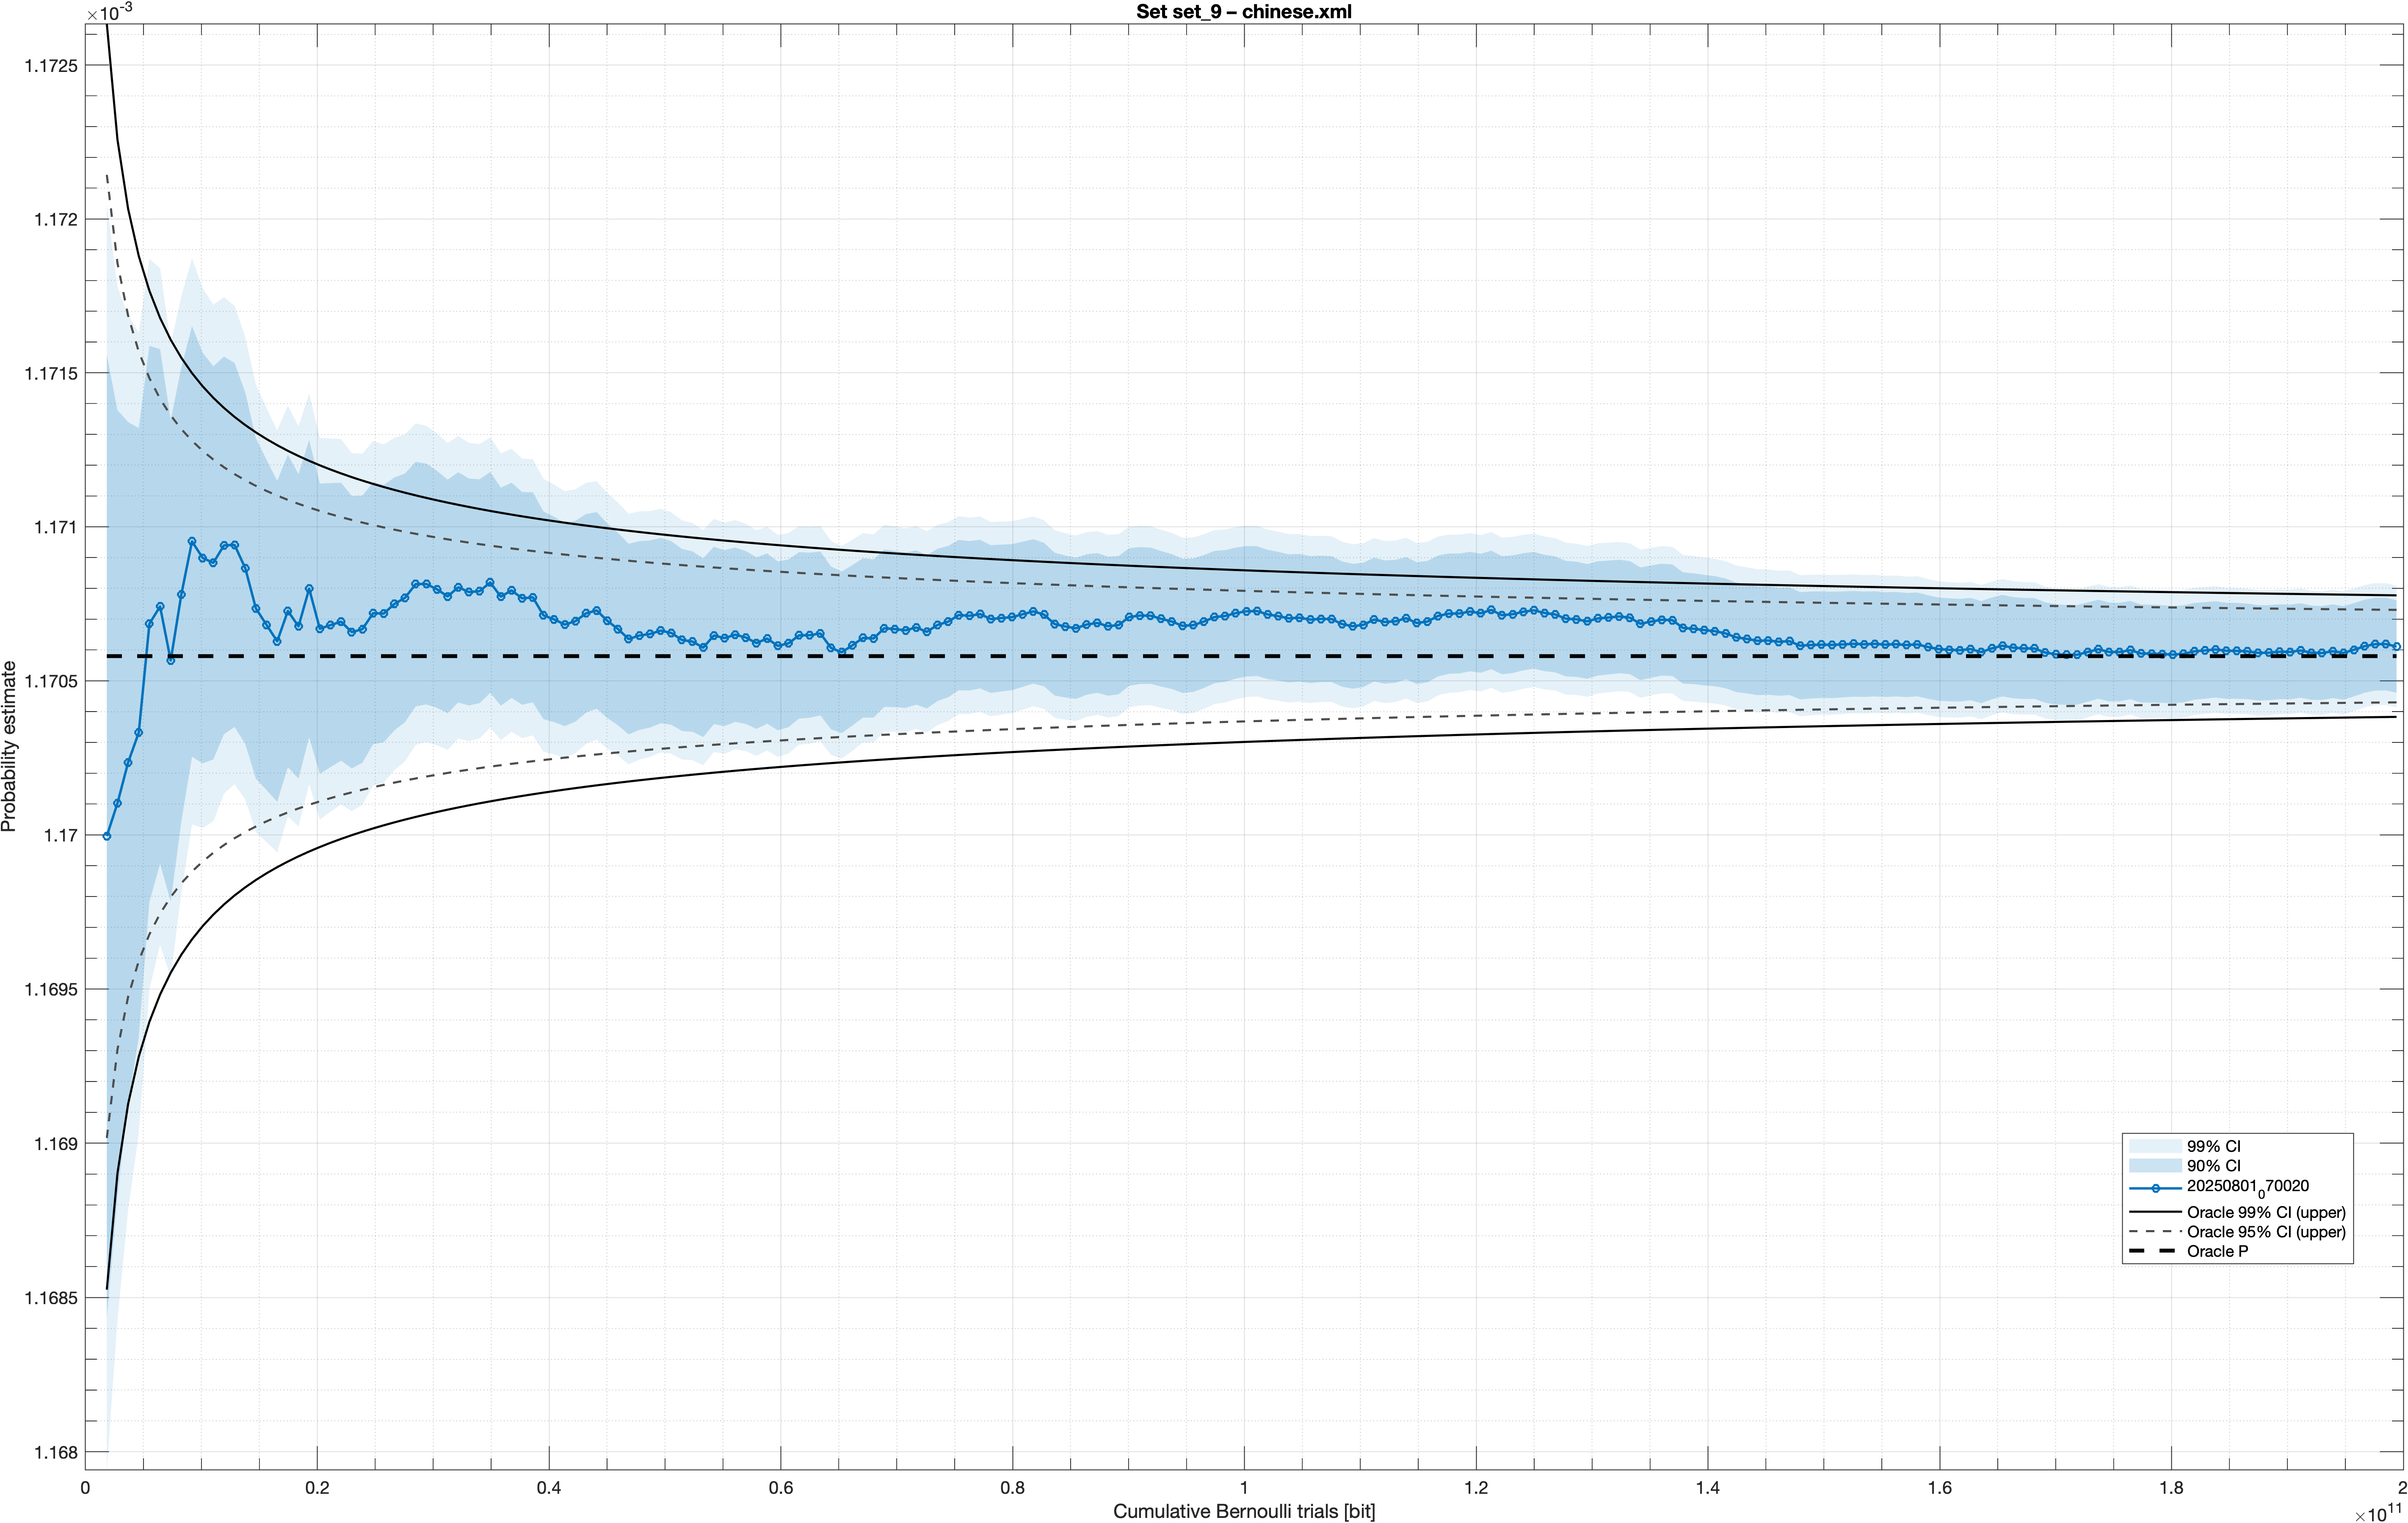 Set set_9 – chinese.xml
×10-3
1.1725
1.172
1.1715
1.171
1.1705
1.17
1.1695
1.169
1.1685
1.168
Probability estimate
0 0.2 0.4 0.6 0.8 1 1.2 1.4 1.6 1.8 2
Cumulative Bernoulli trials [bit]
×1011
99% CI
90% CI
20250801070020
Oracle 99% CI (upper)
Oracle 95% CI (upper)
Oracle P